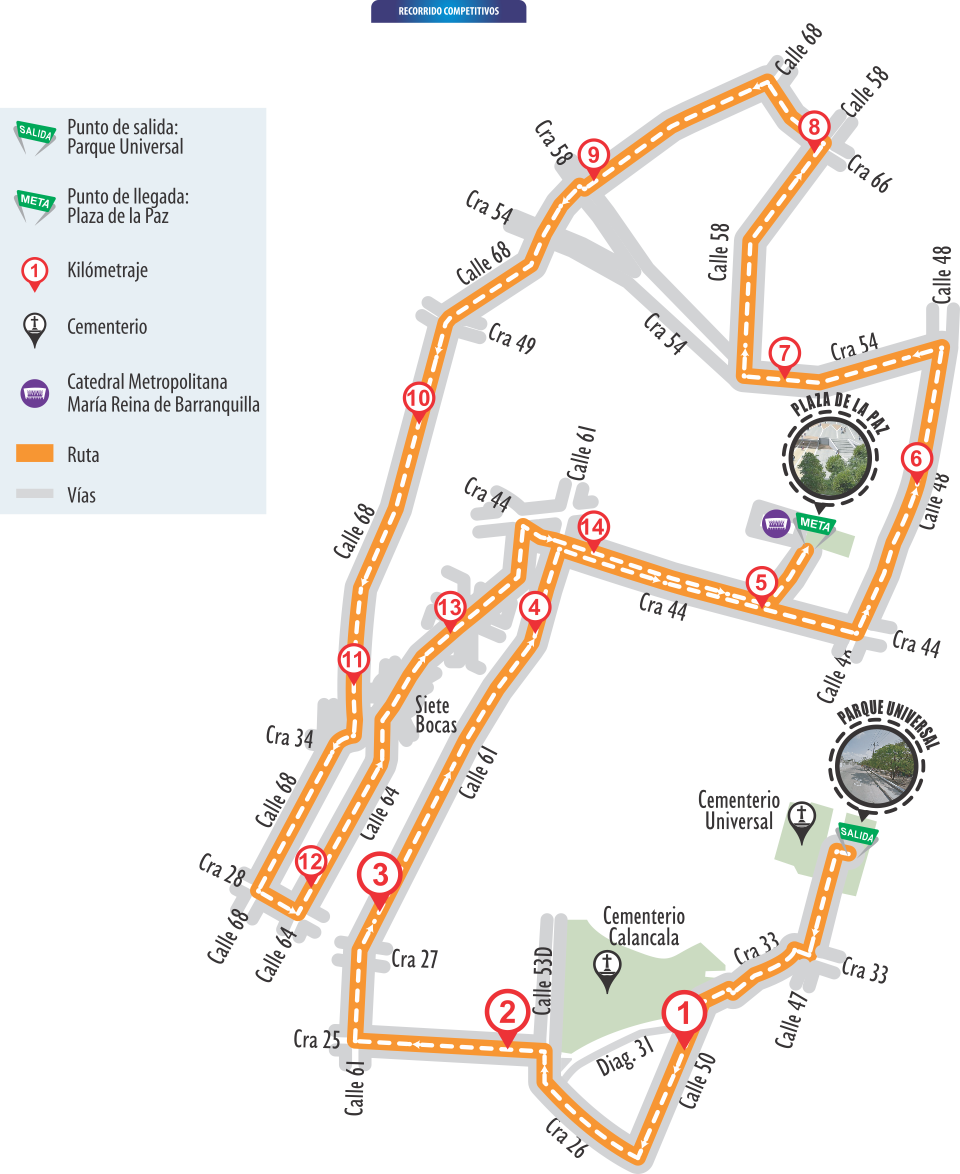 RECORRIDO COMPETITIVOS
SALIDA
Punto de salida:
Parque Universal
META
Punto de llegada:
Plaza de la Paz
1
Kilómetraje
Cementerio
Catedral Metropolitana
María Reina de Barranquilla
Ruta
Vías
Calle 68
Calle 58
8
Cra 66
Cra 58
9
Cra 54
Calle 68
Calle 58
Calle 48
Cra 49
Cra 54
7
Cra 54
10
PLAZA DE LA PAZ
Calle 61
6
Cra 44
Calle 48
META
14
Calle 68
5
13
4
Cra 44
Cra 44
11
Calle 48
Siete
Bocas
PARQUE UNIVERSAL
Cra 34
Calle 61
Calle 68
Calle 64
Cementerio
Universal
SALIDA
12
Cra 28
3
Calle 68
Calle 64
Cementerio
Calancala
Cra 33
Cra 27
Calle 53D
Cra 33
2
1
Calle 47
Cra 25
Diag. 31
Calle 61
Calle 50
Cra 26